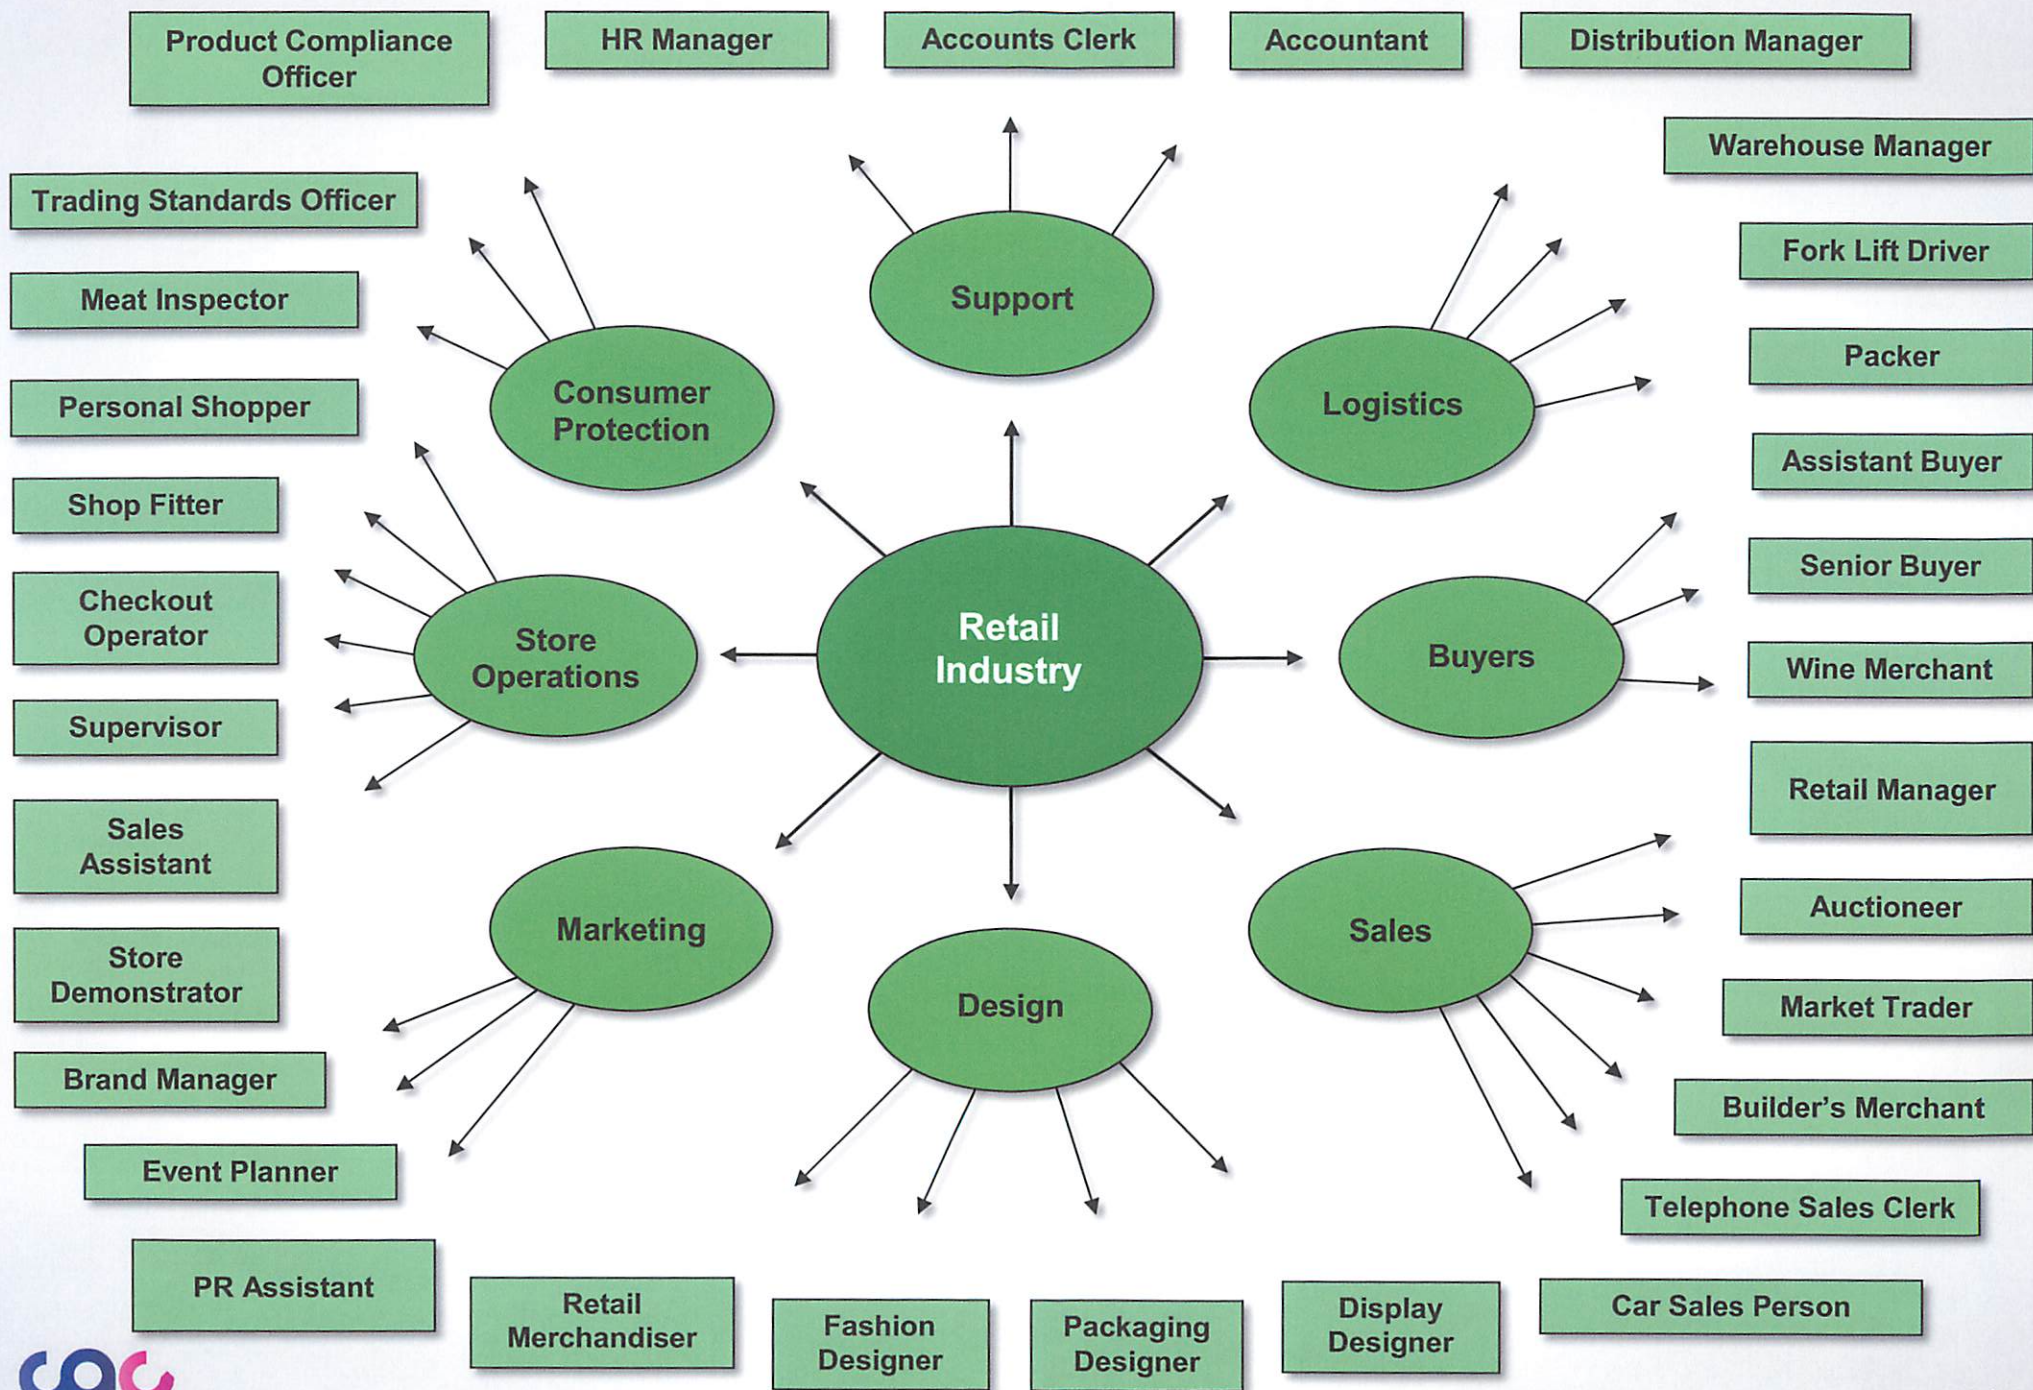 Product Compliance
Officer
HR Manager
Accounts Clerk
Accountant
Distribution Manager
Warehouse Manager
Trading Standards Officer
Fork Lift Driver
Meat Inspector
Support
Packer
Consumer
Protection
Logistics
Personal Shopper
Assistant Buyer
Shop Fitter
Senior Buyer
Checkout
Operator
Store
Operations
Retail
Industry
Buyers
Wine Merchant
Supervisor
Retail Manager
Sales
Assistant
Marketing
Sales
Auctioneer
Store
Demonstrator
Design
Market Trader
Brand Manager
Builder’s Merchant
Event Planner
Telephone Sales Clerk
PR Assistant
Retail
Merchandiser
Fashion
Designer
Packaging
Designer
Display
Designer
Car Sales Person
cac